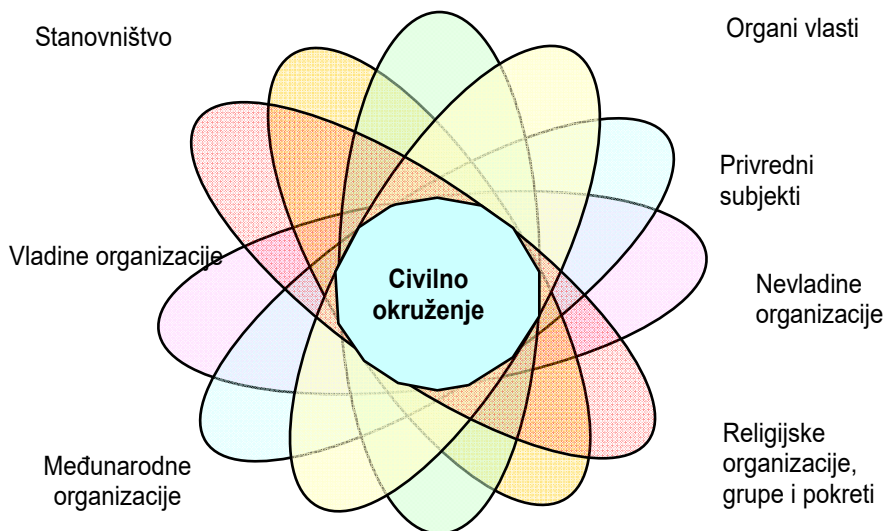 Stanovništvo
Organi vlasti
Privredni
subjekti
Vladine organizacije
Civilno
okruženje
Nevladine
organizacije
Međunarodne
organizacije
Religijske
organizacije,
grupe i pokreti